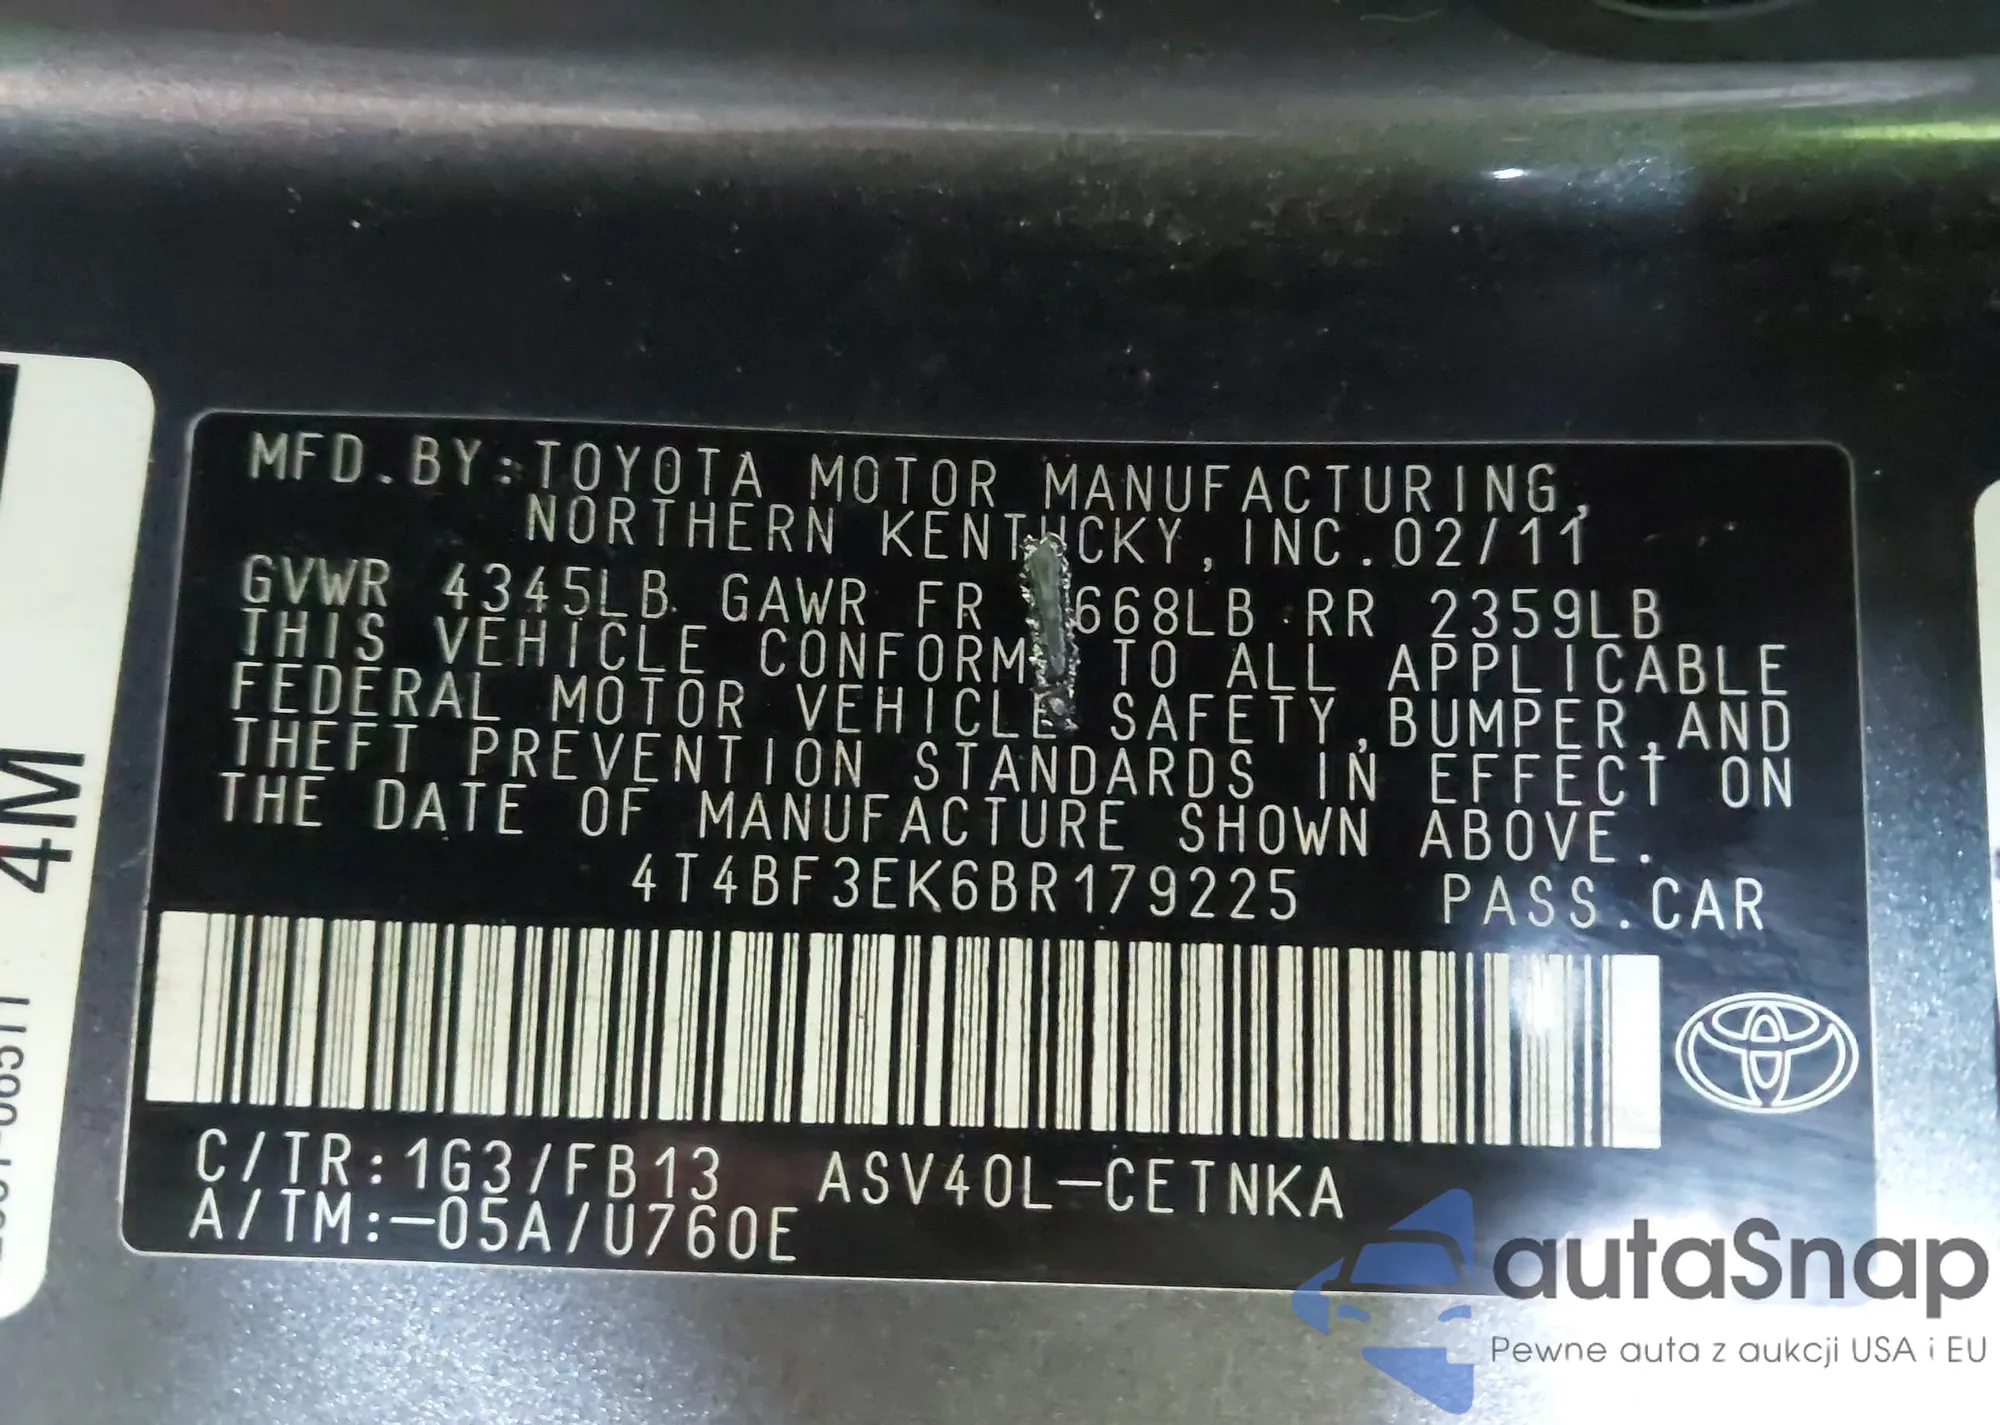 MFD.BY:TOYOTA MOTOR MANUFACTURING,
NORTHERN KENTUCKY,INC.02/11
GVWR 4345LB GAWR FR 668LB RR 2359LB
THIS VEHICLE CONFORM TO ALL APPLICABLE
FEDERAL MOTOR VEHICLE SAFETY,BUMPER,AND
THEFT PREVENTION STANDARDS IN EFFECT ON
THE DATE OF MANUFACTURE SHOWN ABOVE.
4T4BF3EK6BR179225 PASS.CAR
C/TR:1G3/FB13 ASV40L-CETNKA
A/TM:-05A/U760E
4M
autaSnap
Pewne auta z aukcji USA i EU